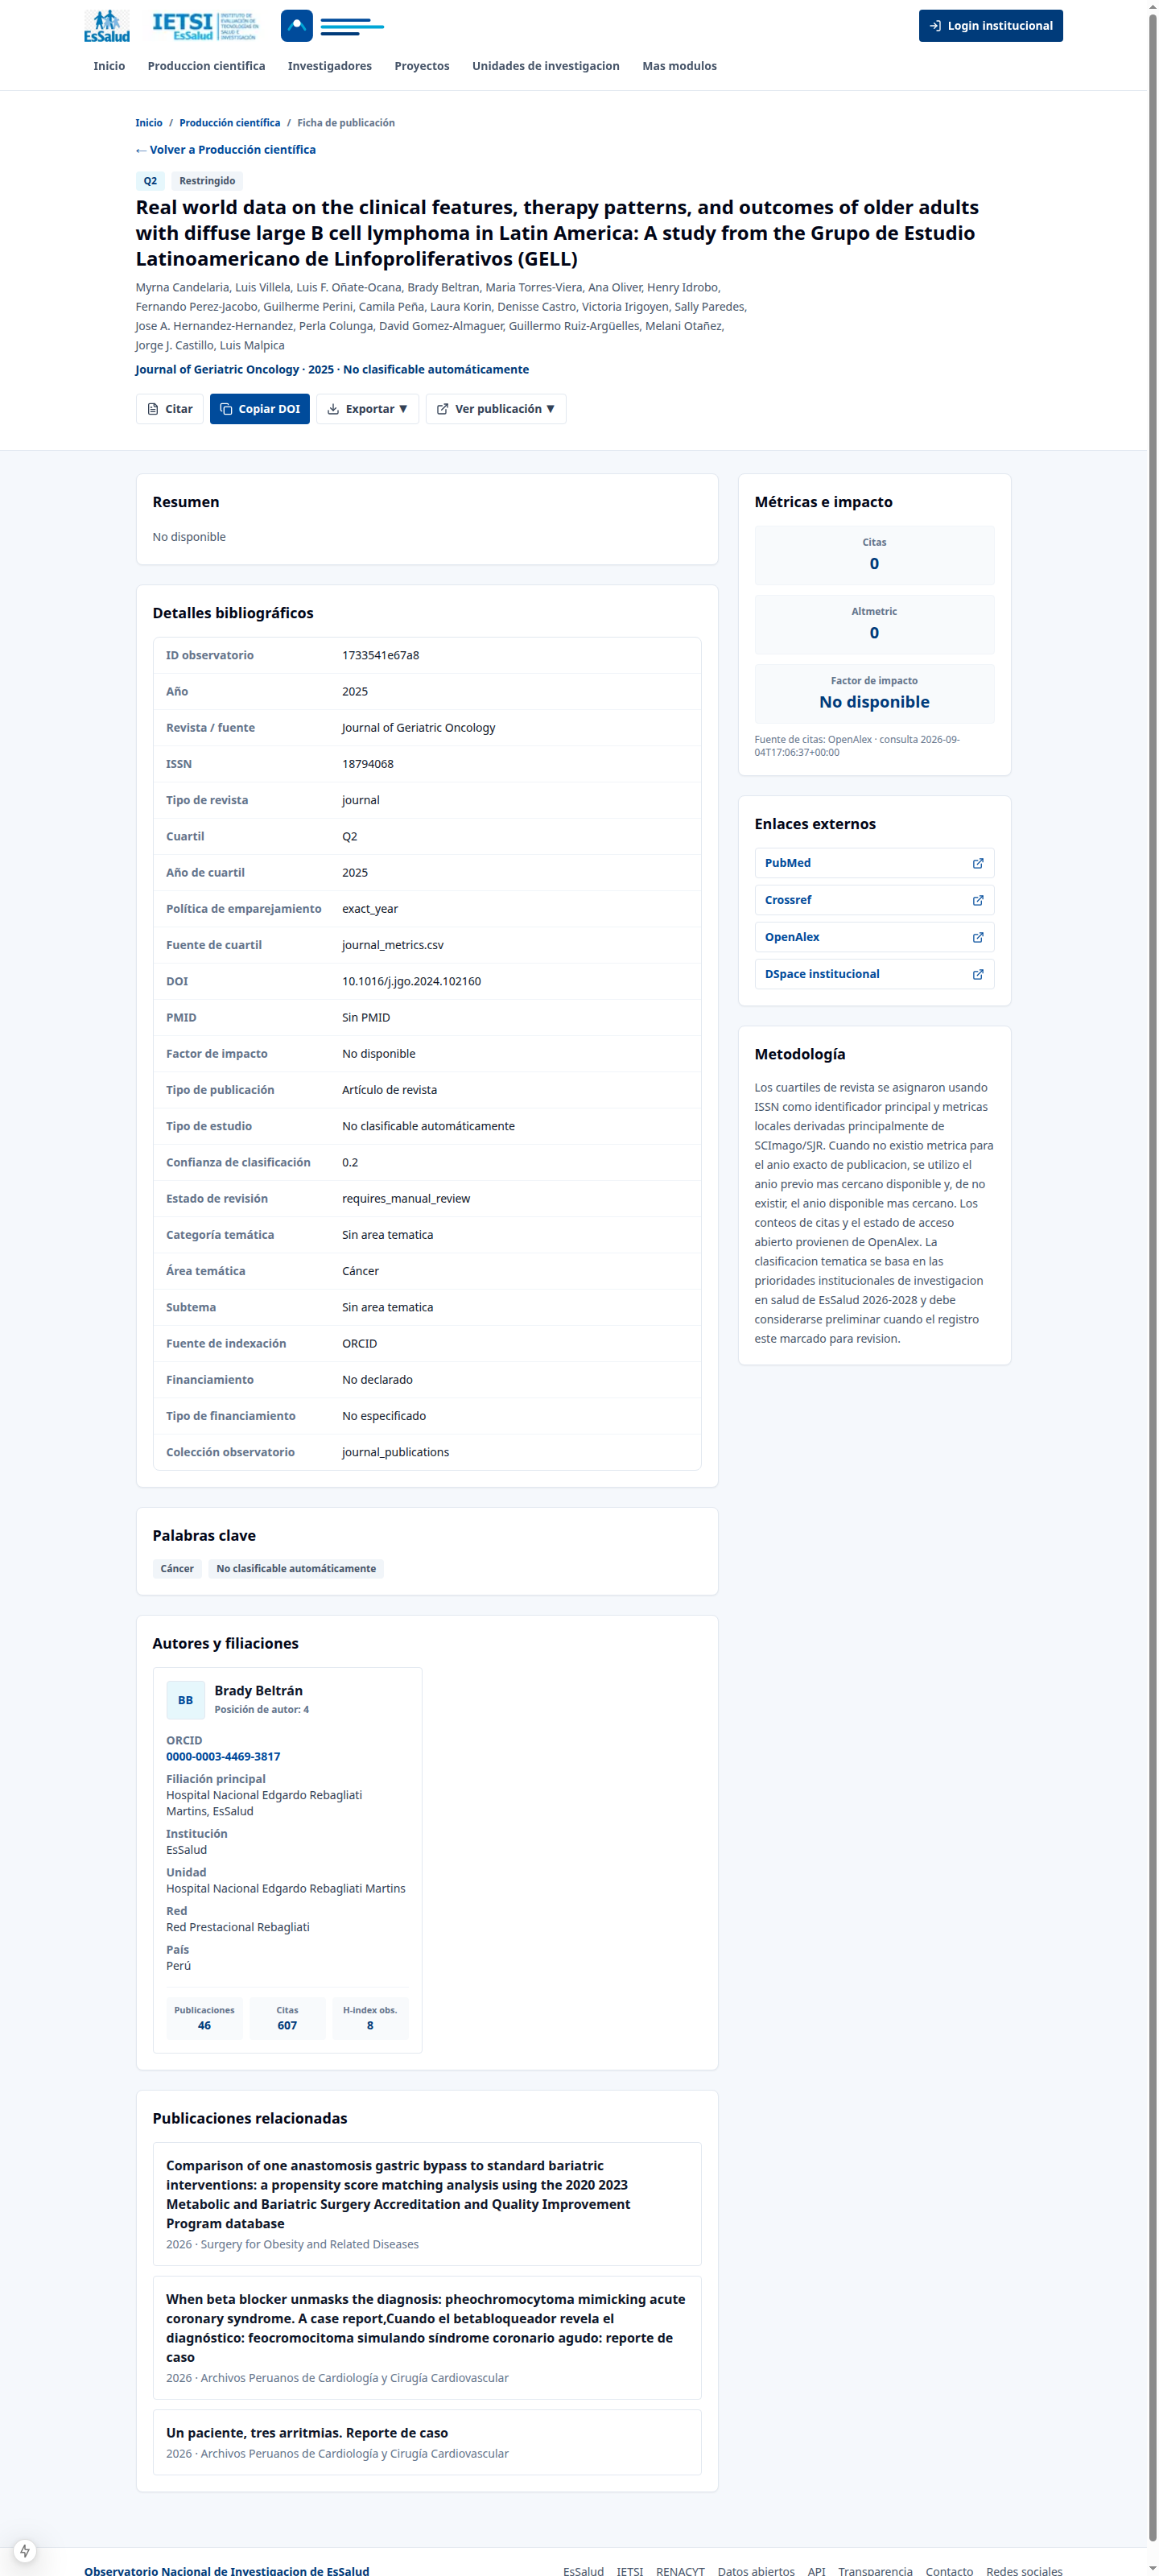 EsSalud
IETSI
EsSalud
INSTITUTO DE
EVALUACIÓN DE
TECNOLOGÍAS EN
SALUD E
INVESTIGACIÓN
Login institucional
Inicio Produccion cientifica Investigadores Proyectos Unidades de investigacion Mas modulos
Inicio / Producción científica / Ficha de publicación
← Volver a Producción científica
Q2 Restringido
Real world data on the clinical features, therapy patterns, and outcomes of older adults
with diffuse large B cell lymphoma in Latin America: A study from the Grupo de Estudio
Latinoamericano de Linfoproliferativos (GELL)
Myrna Candelaria, Luis Villela, Luis F. Oñate-Ocana, Brady Beltran, Maria Torres-Viera, Ana Oliver, Henry Idrobo,
Fernando Perez-Jacobo, Guilherme Perini, Camila Peña, Laura Korin, Denisse Castro, Victoria Irigoyen, Sally Paredes,
Jose A. Hernandez-Hernandez, Perla Colunga, David Gomez-Almaguer, Guillermo Ruiz-Argüelles, Melani Otañez,
Jorge J. Castillo, Luis Malpica
Journal of Geriatric Oncology · 2025 · No clasificable automáticamente
Citar Copiar DOI Exportar ▼ Ver publicación ▼
Resumen
No disponible
Detalles bibliográficos
ID observatorio 1733541e67a8
Año 2025
Revista / fuente Journal of Geriatric Oncology
ISSN 18794068
Tipo de revista journal
Cuartil Q2
Año de cuartil 2025
Política de emparejamiento exact_year
Fuente de cuartil journal_metrics.csv
DOI 10.1016/j.jgo.2024.102160
PMID Sin PMID
Factor de impacto No disponible
Tipo de publicación Artículo de revista
Tipo de estudio No clasificable automáticamente
Confianza de clasificación 0.2
Estado de revisión requires_manual_review
Categoría temática Sin area tematica
Área temática Cáncer
Subtema Sin area tematica
Fuente de indexación ORCID
Financiamiento No declarado
Tipo de financiamiento No especificado
Colección observatorio journal_publications
Palabras clave
Cáncer No clasificable automáticamente
Autores y filiaciones
BB
Brady Beltrán
Posición de autor: 4
ORCID
0000-0003-4469-3817
Filiación principal
Hospital Nacional Edgardo Rebagliati
Martins, EsSalud
Institución
EsSalud
Unidad
Hospital Nacional Edgardo Rebagliati Martins
Red
Red Prestacional Rebagliati
País
Perú
Publicaciones Citas H-index obs.
46 607 8
Publicaciones relacionadas
Comparison of one anastomosis gastric bypass to standard bariatric
interventions: a propensity score matching analysis using the 2020 2023
Metabolic and Bariatric Surgery Accreditation and Quality Improvement
Program database
2026 · Surgery for Obesity and Related Diseases
When beta blocker unmasks the diagnosis: pheochromocytoma mimicking acute
coronary syndrome. A case report,Cuando el betabloqueador revela el
diagnóstico: feocromocitoma simulando síndrome coronario agudo: reporte de
caso
2026 · Archivos Peruanos de Cardiología y Cirugía Cardiovascular
Un paciente, tres arritmias. Reporte de caso
2026 · Archivos Peruanos de Cardiología y Cirugía Cardiovascular
Métricas e impacto
Citas
0
Altmetric
0
Factor de impacto
No disponible
Fuente de citas: OpenAlex · consulta 2026-09-
04T17:06:37+00:00
Enlaces externos
PubMed
Crossref
OpenAlex
DSpace institucional
Metodología
Los cuartiles de revista se asignaron usando
ISSN como identificador principal y metricas
locales derivadas principalmente de
SCImago/SJR. Cuando no existio metrica para
el anio exacto de publicacion, se utilizo el
anio previo mas cercano disponible y, de no
existir, el anio disponible mas cercano. Los
conteos de citas y el estado de acceso
abierto provienen de OpenAlex. La
clasificacion tematica se basa en las
prioridades institucionales de investigacion
en salud de EsSalud 2026-2028 y debe
considerarse preliminar cuando el registro
este marcado para revision.
Observatorio Nacional de Investigacion de EsSalud
EsSalud IETSI RENACYT Datos abiertos API Transparencia Contacto Redes sociales